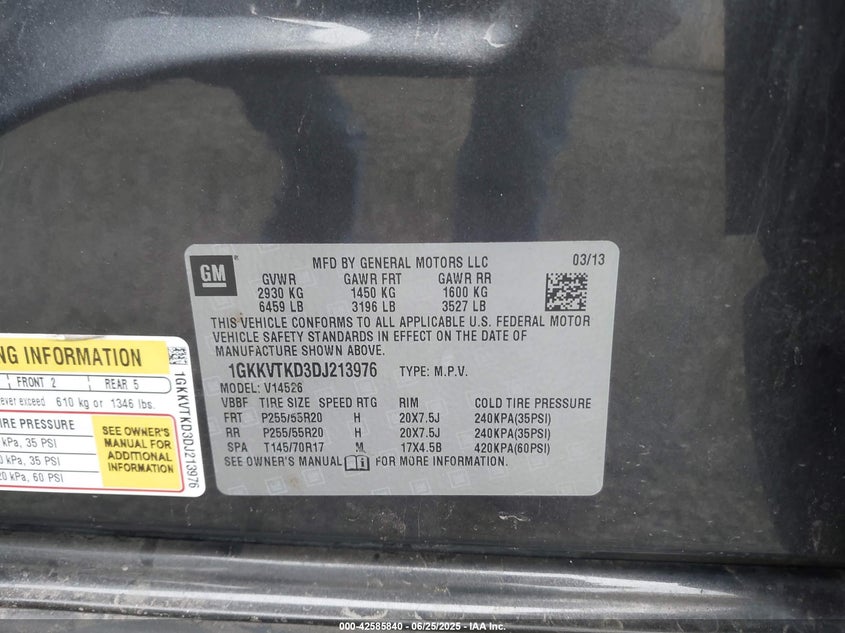 GM
MFD BY GENERAL MOTORS LLC 03/13
GVWR GAWR FRT GAWR RR
2930 KG 1450 KG 1600 KG
6459 LB 3196 LB 3527 LB
THIS VEHICLE CONFORMS TO ALL APPLICABLE U.S. FEDERAL MOTOR
VEHICLE SAFETY STANDARDS IN EFFECT ON THE DATE OF
MANUFACTURE SHOWN ABOVE.
1GKKVTKD3DJ213976 TYPE: M.P.V.
MODEL: V14526
VBBF TIRE SIZE SPEED RTG RIM COLD TIRE PRESSURE
FRT P255/55R20 H 20X7.5J 240KPA(35PSI)
RR P255/55R20 H 20X7.5J 240KPA(35PSI)
SPA T145/70R17 M 17X4.5B 420KPA(60PSI)
SEE OWNER'S MANUAL FOR MORE INFORMATION.
NG INFORMATION
FRONT 2 REAR 5
ever exceed 610 kg or 1346 lbs.
IRE PRESSURE
kPa, 35 PSI
kPa, 35 PSI
20 kPa, 60 PSI
SEE OWNER'S
MANUAL FOR
ADDITIONAL
INFORMATION
1GKKVTKD3DJ213976
000-42585840 - 06/25/2025 - IAA Inc.